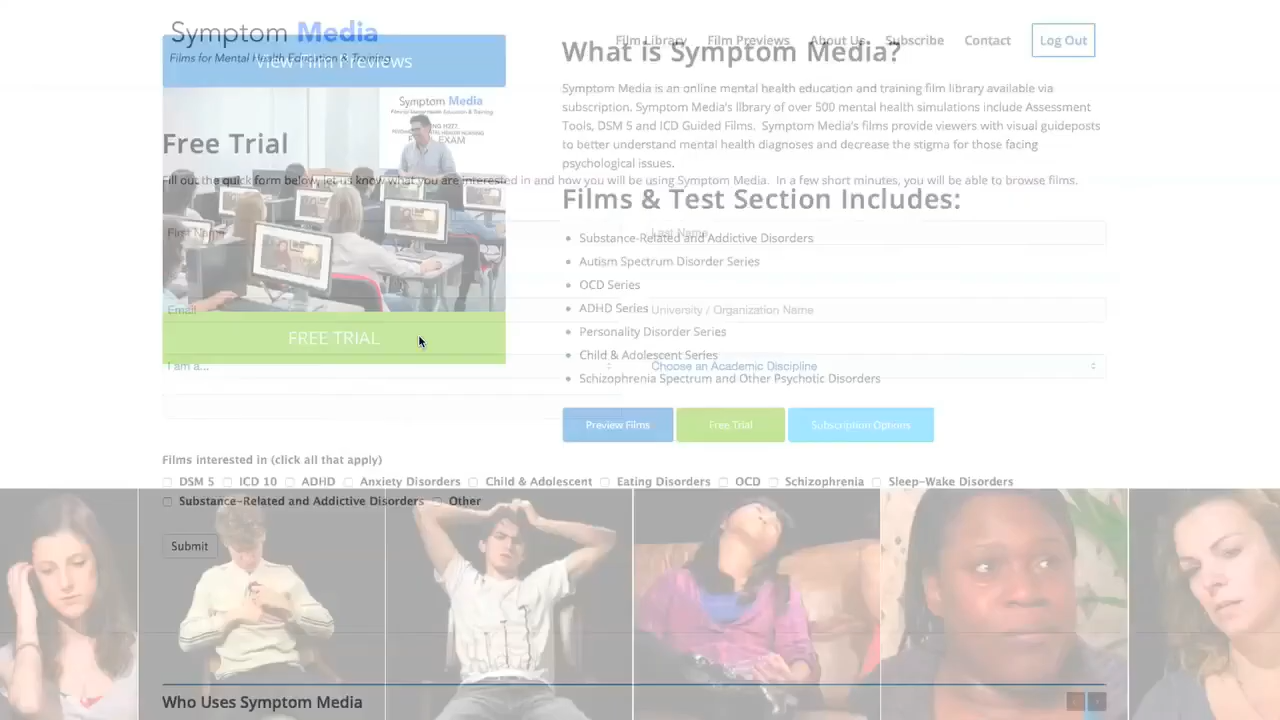 Symptom Media
Films for Mental Health Education & Training
Film Library
Film Previews
About Us
Subscribe
Contact
Log Out
View Film Previews
What is Symptom Media?
Symptom Media is an online mental health education and training film library available via
subscription. Symptom Media's library of over 500 mental health simulations include Assessment
Tools, DSM 5 and ICD Guided Films. Symptom Media's films provide viewers with visual guideposts
to better understand mental health diagnoses and decrease the stigma for those facing
psychological issues.
Symptom Media
Free Trial
FINAL EXAM
Fill out the quick form below, let us know what you are interested in and how you will be using Symptom Media. In a few short minutes, you will be able to browse films.
Films & Test Section Includes:
First Name
Last Name
Substance-Related and Addictive Disorders
Autism Spectrum Disorder Series
OCD Series
Email
ADHD Series
University / Organization Name
Personality Disorder Series
FREE TRIAL
Child & Adolescent Series
I am a...
Choose an Academic Discipline
Schizophrenia Spectrum and Other Psychotic Disorders
Preview Films
Free Trial
Subscription Options
Films interested in (click all that apply)
DSM 5 ICD 10 ADHD Anxiety Disorders Child & Adolescent Eating Disorders OCD Schizophrenia Sleep-Wake Disorders
Substance-Related and Addictive Disorders Other
Submit
Who Uses Symptom Media